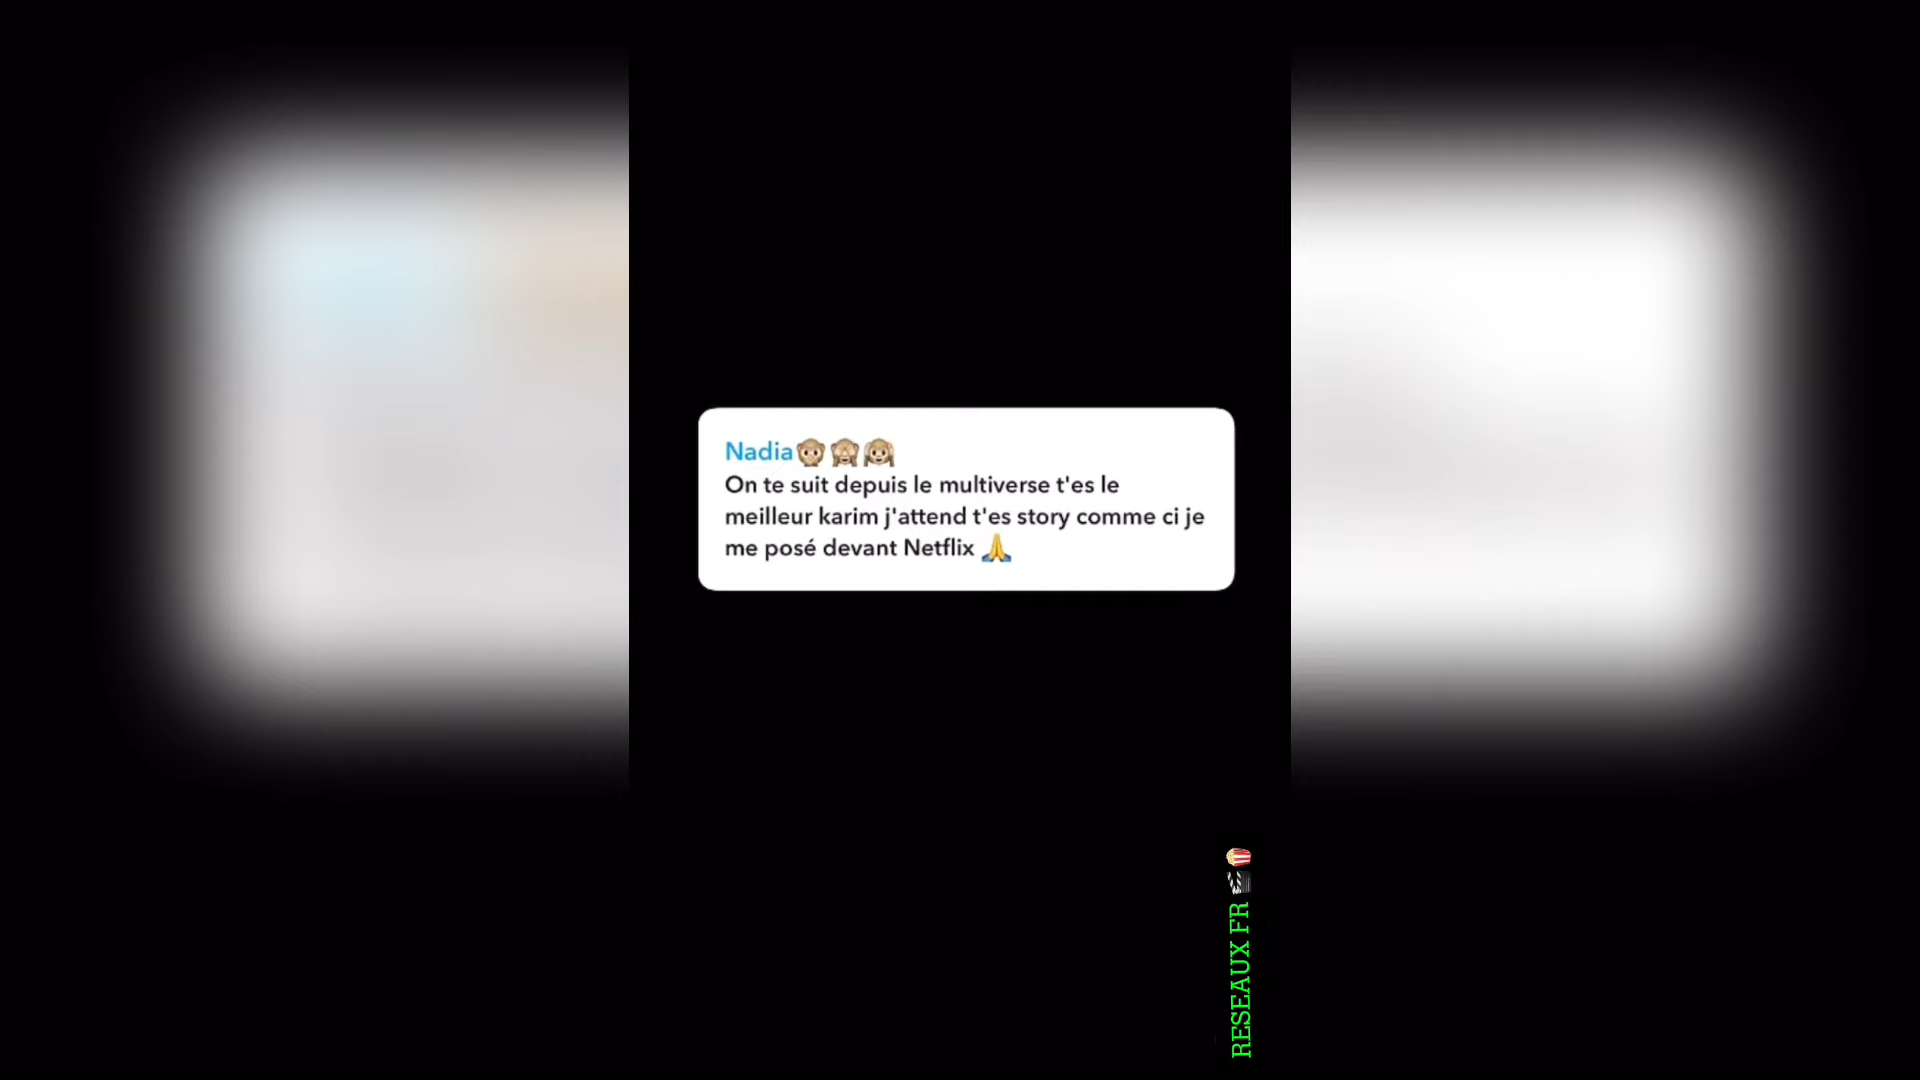 Nadia🙊🙈🙉
On te suit depuis le multiverse t'es le
meilleur karim j'attend t'es story comme ci je
me posé devant Netflix 🙏
RESEAUX FR 🎬🍿